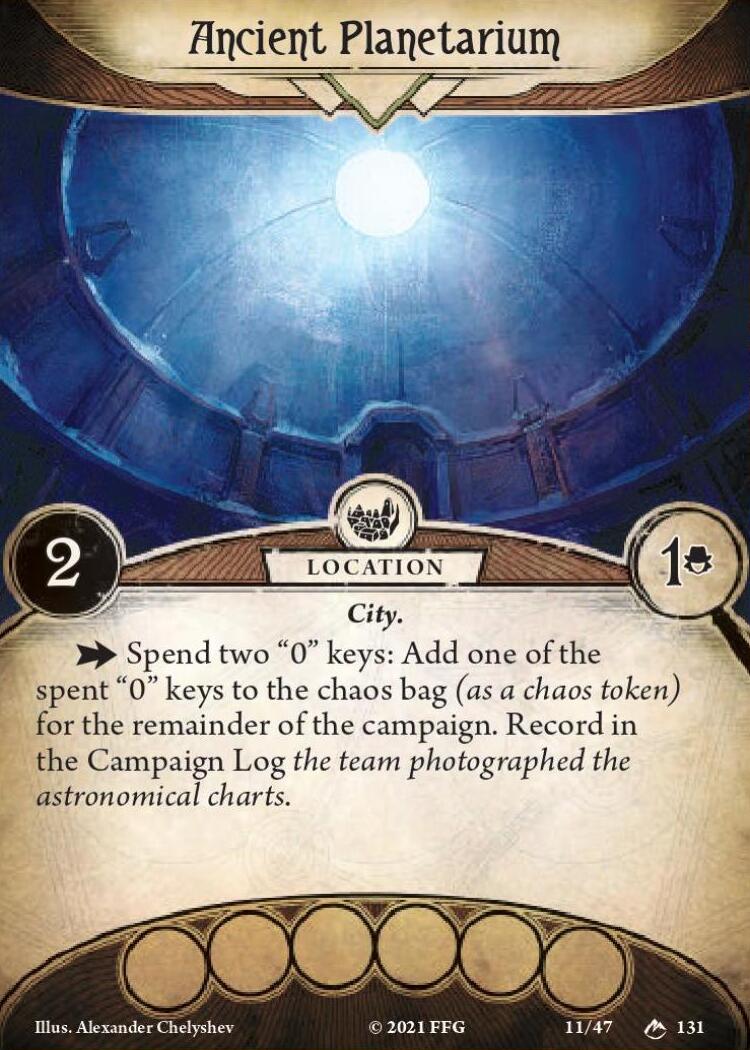 Ancient Planetarium
2
LOCATION
1
City.
Spend two “0” keys: Add one of the
spent “0” keys to the chaos bag (as a chaos token)
for the remainder of the campaign. Record in
the Campaign Log the team photographed the
astronomical charts.
Illus. Alexander Chelyshev © 2021 FFG 11/47 131